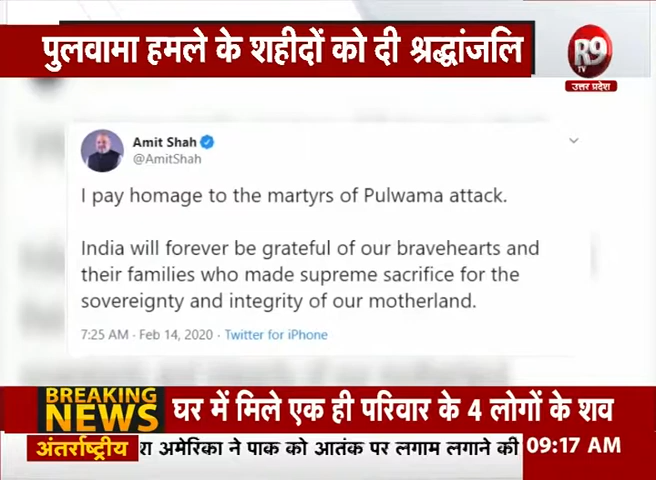 पुलवामा हमले के शहीदों को दी श्रद्धांजलि
R9
TV
उत्तर प्रदेश
Amit Shah
@AmitShah
I pay homage to the martyrs of Pulwama attack.
India will forever be grateful of our bravehearts and
their families who made supreme sacrifice for the
sovereignty and integrity of our motherland.
7:25 AM · Feb 14, 2020 · Twitter for iPhone
BREAKING
NEWS
घर में मिले एक ही परिवार के 4 लोगों के शव
अंतर्राष्ट्रीय
अमेरिका ने पाक को आतंक पर लगाम लगाने की
09:17 AM